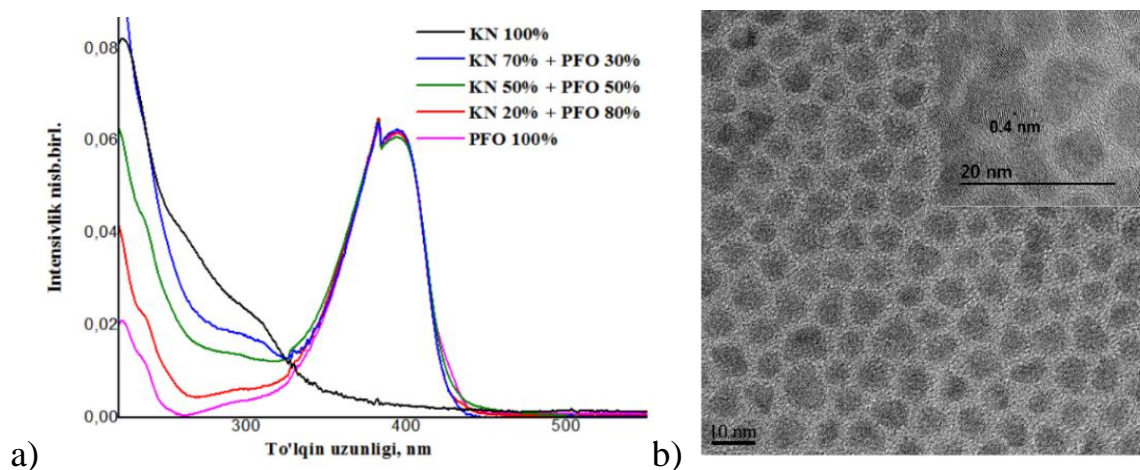 0,08
0,06
0,04
0,02
0,00
Intensivlik nisb.birl.
KN 100%
KN 70% + PFO 30%
KN 50% + PFO 50%
KN 20% + PFO 80%
PFO 100%
300
400
500
To'lqin uzunligi, nm
a)
0.4 nm
20 nm
10 nm
b)